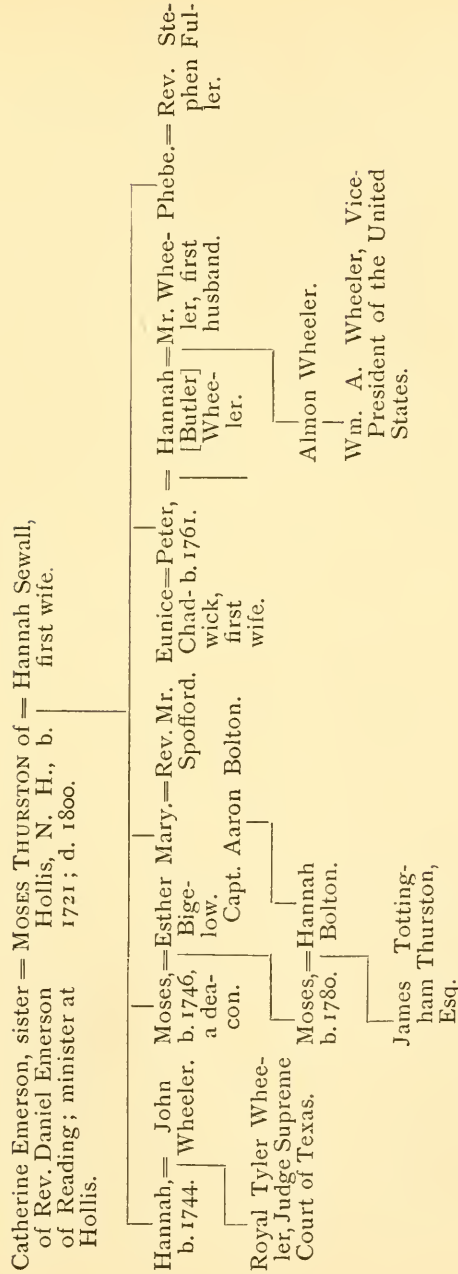 Catherine Emerson, sister = MOSES THURSTON of = Hannah Sewall,
of Rev. Daniel Emerson
of Reading; minister at
Hollis.
Hollis, N. H., b.
1721; d. 1800.
first wife.
Hannah, = John
b. 1744. Wheeler.
Moses, = Esther
b. 1746, Bige-
a dea- low.
con.
Mary. = Rev. Mr.
Spofford.
Eunice = Peter, =
Chad- b. 1761.
wick,
first
wife.
Hannah = Mr. Whee-
[Butler] ler, first
Whee- husband.
ler.
Phebe. = Rev. Ste-
phen Ful-
ler.
Royal Tyler Whee-
ler, Judge Supreme
Court of Texas.
Capt. Aaron Bolton.
Moses, = Hannah
b. 1780. Bolton.
James Totting-
ham Thurston,
Esq.
Almon Wheeler.
Wm. A. Wheeler, Vice-
President of the United
States.